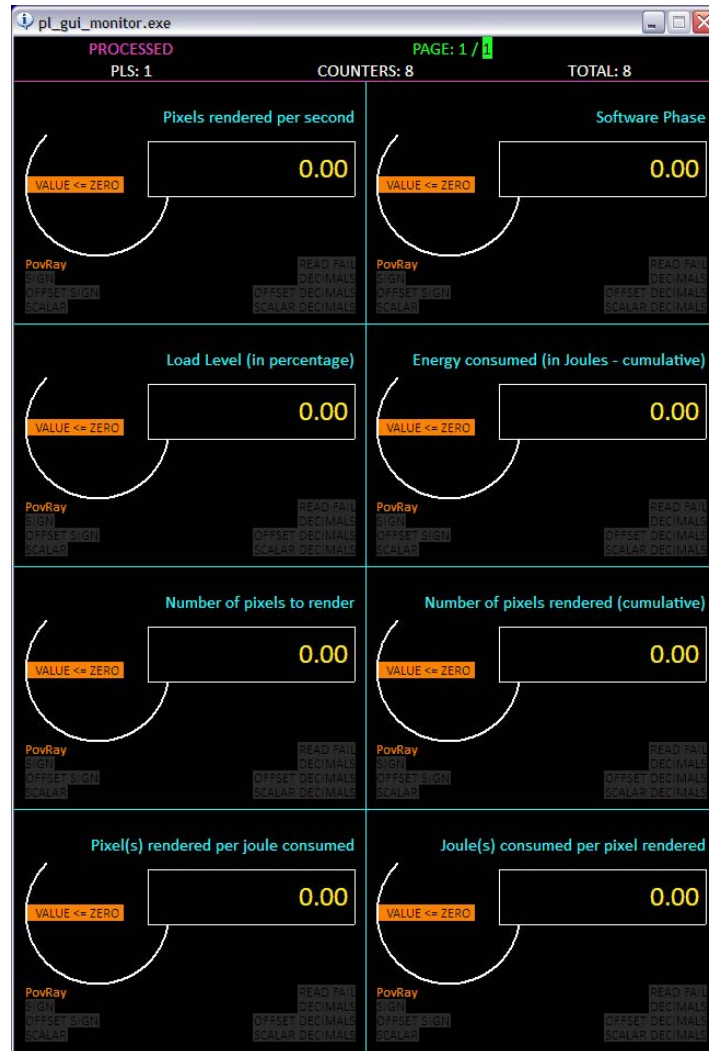 pl_gui_monitor.exe
PROCESSED PAGE: 1 / 1
PLS: 1 COUNTERS: 8 TOTAL: 8
Pixels rendered per second
0.00
VALUE <= ZERO
PovRay READ FAIL
SIGN DECIMALS
OFFSET SIGN OFFSET DECIMALS
SCALAR SCALAR DECIMALS
Software Phase
0.00
VALUE <= ZERO
PovRay READ FAIL
SIGN DECIMALS
OFFSET SIGN OFFSET DECIMALS
SCALAR SCALAR DECIMALS
Load Level (in percentage)
0.00
VALUE <= ZERO
PovRay READ FAIL
SIGN DECIMALS
OFFSET SIGN OFFSET DECIMALS
SCALAR SCALAR DECIMALS
Energy consumed (in Joules - cumulative)
0.00
VALUE <= ZERO
PovRay READ FAIL
SIGN DECIMALS
OFFSET SIGN OFFSET DECIMALS
SCALAR SCALAR DECIMALS
Number of pixels to render
0.00
VALUE <= ZERO
PovRay READ FAIL
SIGN DECIMALS
OFFSET SIGN OFFSET DECIMALS
SCALAR SCALAR DECIMALS
Number of pixels rendered (cumulative)
0.00
VALUE <= ZERO
PovRay READ FAIL
SIGN DECIMALS
OFFSET SIGN OFFSET DECIMALS
SCALAR SCALAR DECIMALS
Pixel(s) rendered per joule consumed
0.00
VALUE <= ZERO
PovRay READ FAIL
SIGN DECIMALS
OFFSET SIGN OFFSET DECIMALS
SCALAR SCALAR DECIMALS
Joule(s) consumed per pixel rendered
0.00
VALUE <= ZERO
PovRay READ FAIL
SIGN DECIMALS
OFFSET SIGN OFFSET DECIMALS
SCALAR SCALAR DECIMALS